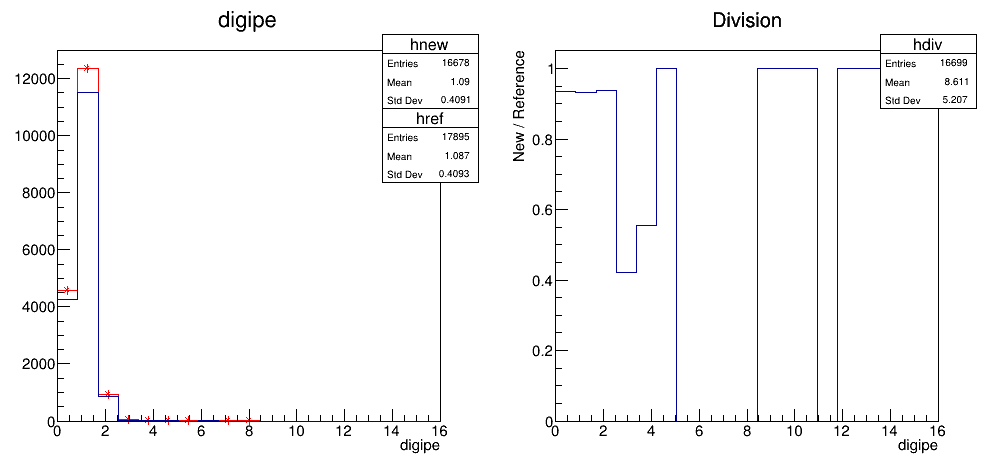 digipe
hnew
Entries 16678
Mean 1.09
Std Dev 0.4091
href
Entries 17895
Mean 1.087
Std Dev 0.4093
12000
10000
8000
6000
4000
2000
0
0 2 4 6 8 10 12 14 16
digipe
Division
hdiv
Entries 16699
Mean 8.611
Std Dev 5.207
New / Reference
1
0.8
0.6
0.4
0.2
0
0 2 4 6 8 10 12 14 16
digipe